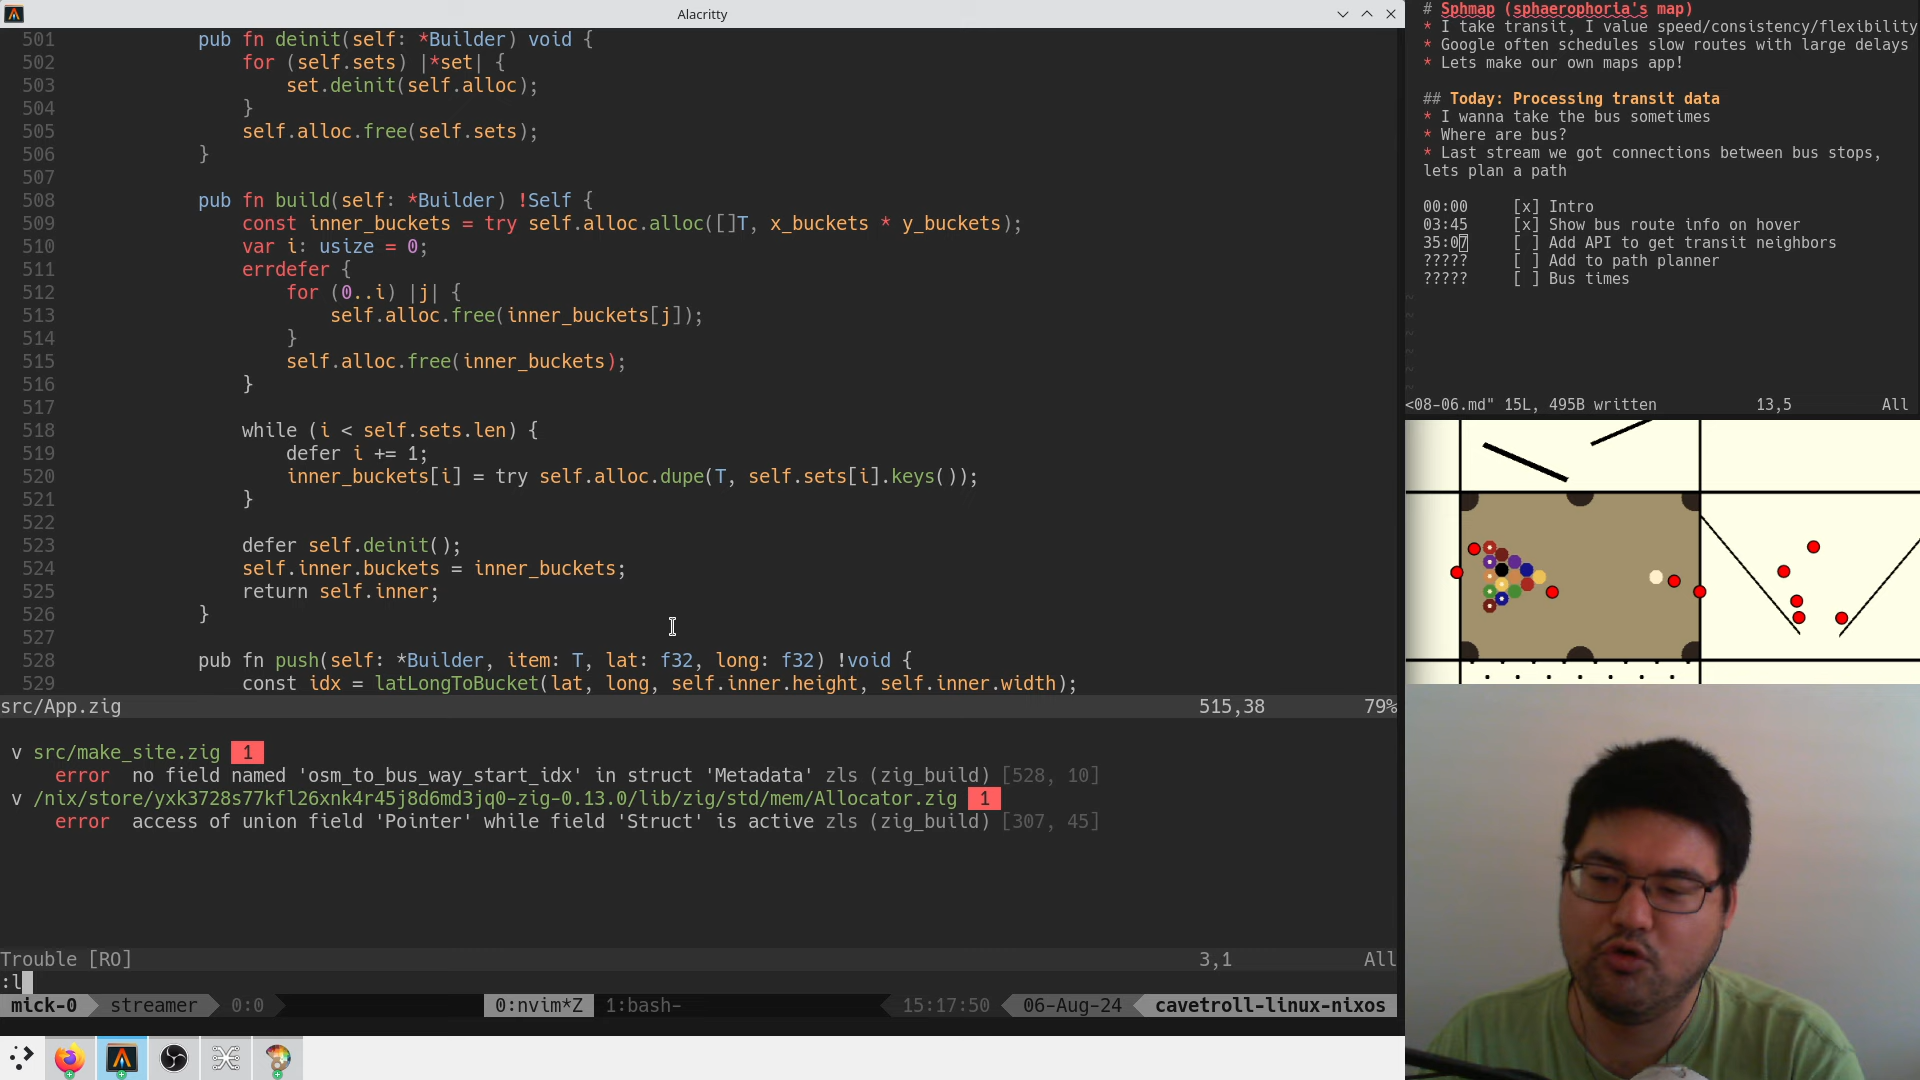 Alacritty
501 pub fn deinit(self: *Builder) void {
502 for (self.sets) |*set| {
503 set.deinit(self.alloc);
504 }
505 self.alloc.free(self.sets);
506 }
507
508 pub fn build(self: *Builder) !Self {
509 const inner_buckets = try self.alloc.alloc([]T, x_buckets * y_buckets);
510 var i: usize = 0;
511 errdefer {
512 for (0..i) |j| {
513 self.alloc.free(inner_buckets[j]);
514 }
515 self.alloc.free(inner_buckets);
516 }
517
518 while (i < self.sets.len) {
519 defer i += 1;
520 inner_buckets[i] = try self.alloc.dupe(T, self.sets[i].keys());
521 }
522
523 defer self.deinit();
524 self.inner.buckets = inner_buckets;
525 return self.inner;
526 }
527
528 pub fn push(self: *Builder, item: T, lat: f32, long: f32) !void {
529 const idx = latLongToBucket(lat, long, self.inner.height, self.inner.width);
src/App.zig 515,38 79%
v src/make_site.zig 1
error no field named 'osm_to_bus_way_start_idx' in struct 'Metadata' zls (zig_build) [528, 10]
v /nix/store/yxk3728s77kfl26xnk4r45j8d6md3jq0-zig-0.13.0/lib/zig/std/mem/Allocator.zig 1
error access of union field 'Pointer' while field 'Struct' is active zls (zig_build) [307, 45]
Trouble [RO] 3,1 All
:l
mick-0 streamer 0:0 0:nvim*Z 1:bash- 15:17:50 06-Aug-24 cavetroll-linux-nixos
# Sphmap (sphaerophoria's map)
* I take transit, I value speed/consistency/flexibility
* Google often schedules slow routes with large delays
* Lets make our own maps app!
## Today: Processing transit data
* I wanna take the bus sometimes
* Where are bus?
* Last stream we got connections between bus stops,
lets plan a path
00:00 [x] Intro
03:45 [x] Show bus route info on hover
35:07 [ ] Add API to get transit neighbors
????? [ ] Add to path planner
????? [ ] Bus times
~
~
~
~
~
~
<08-06.md" 15L, 495B written 13,5 All